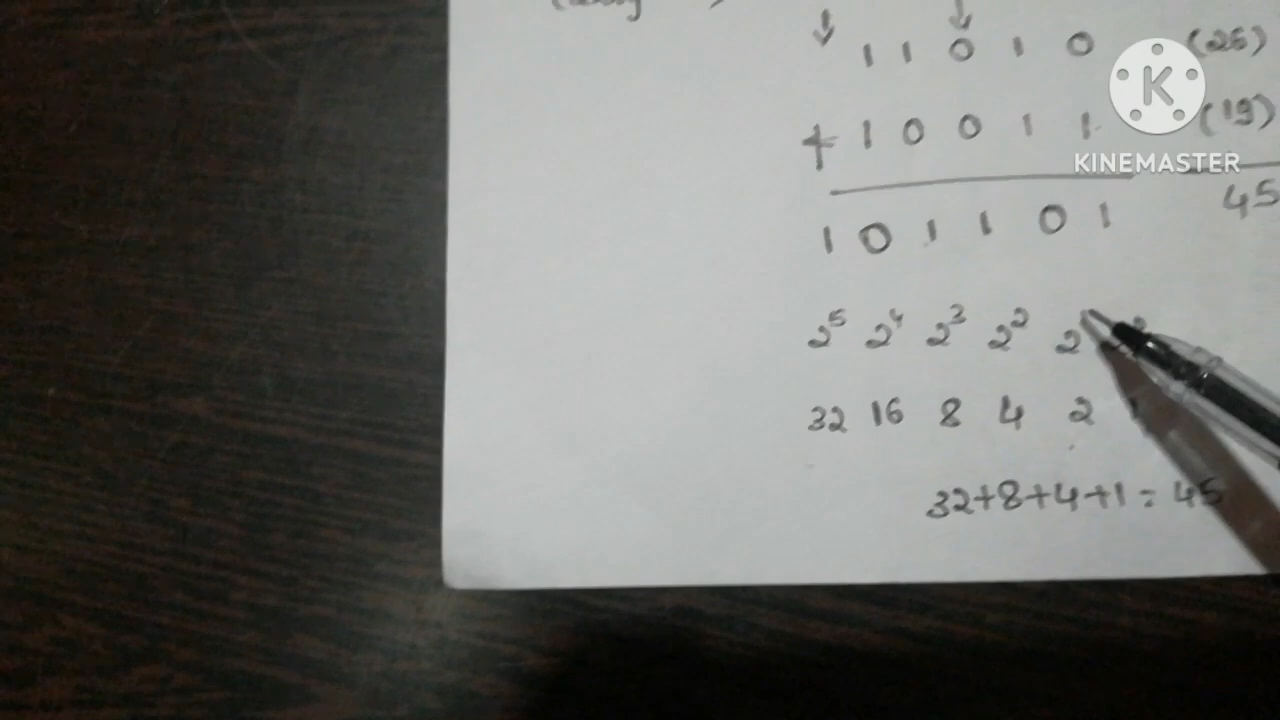 1 1 0 1 0 (26)
+ 1 0 0 1 1 (19)
1 0 1 1 0 1 45
2⁵ 2⁴ 2³ 2² 2
32 16 8 4 2 1
32+8+4+1 = 45
K
KINEMASTER